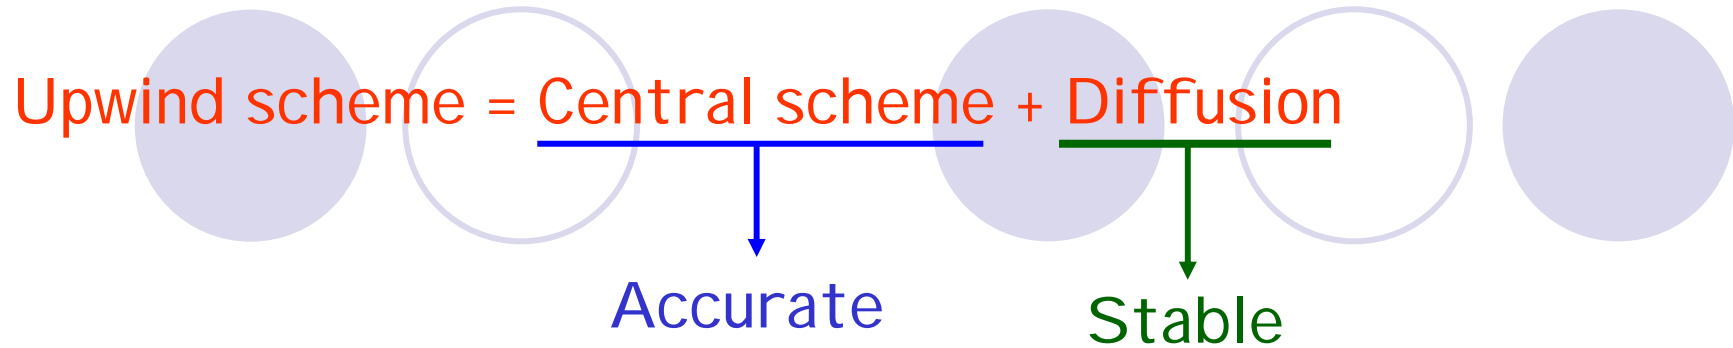 Upwind scheme = Central scheme + Diffusion
Accurate
Stable